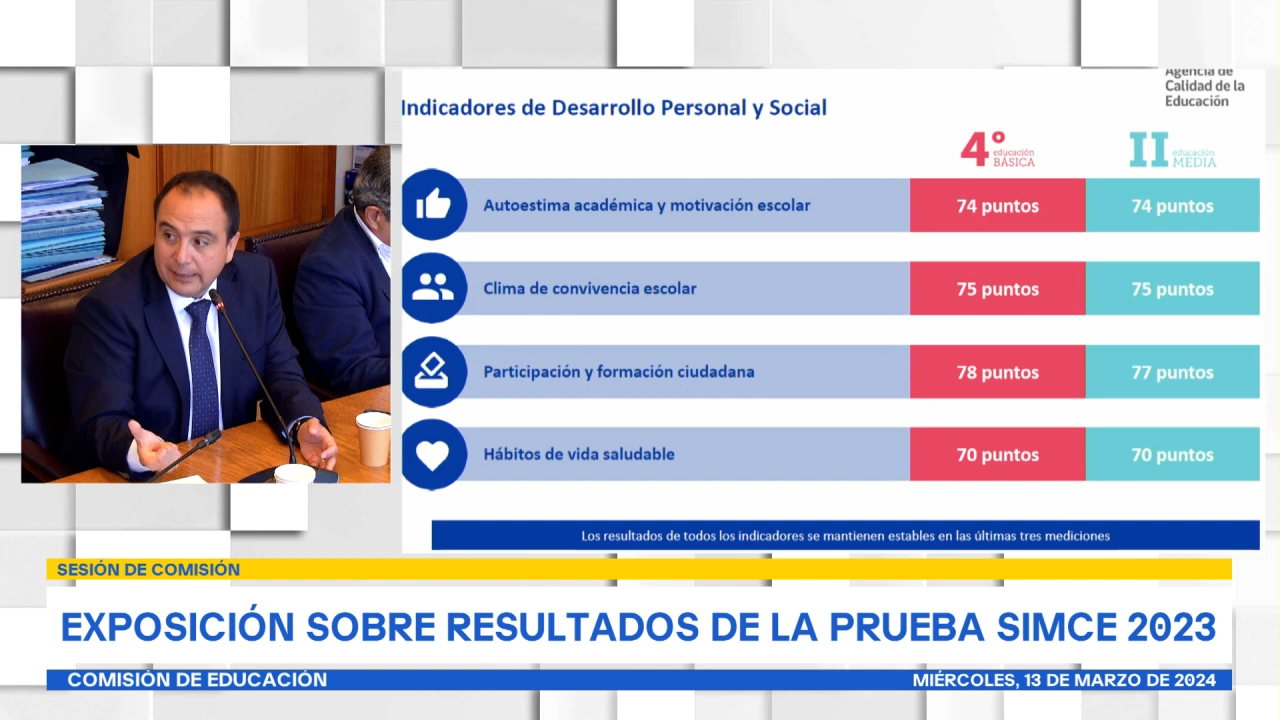 Agencia de
Calidad de la
Educación
Indicadores de Desarrollo Personal y Social
4° educación BÁSICA
II educación MEDIA
Autoestima académica y motivación escolar 74 puntos 74 puntos
Clima de convivencia escolar 75 puntos 75 puntos
Participación y formación ciudadana 78 puntos 77 puntos
Hábitos de vida saludable 70 puntos 70 puntos
Los resultados de todos los indicadores se mantienen estables en las últimas tres mediciones
SESIÓN DE COMISIÓN
EXPOSICIÓN SOBRE RESULTADOS DE LA PRUEBA SIMCE 2023
COMISIÓN DE EDUCACIÓN MIÉRCOLES, 13 DE MARZO DE 2024